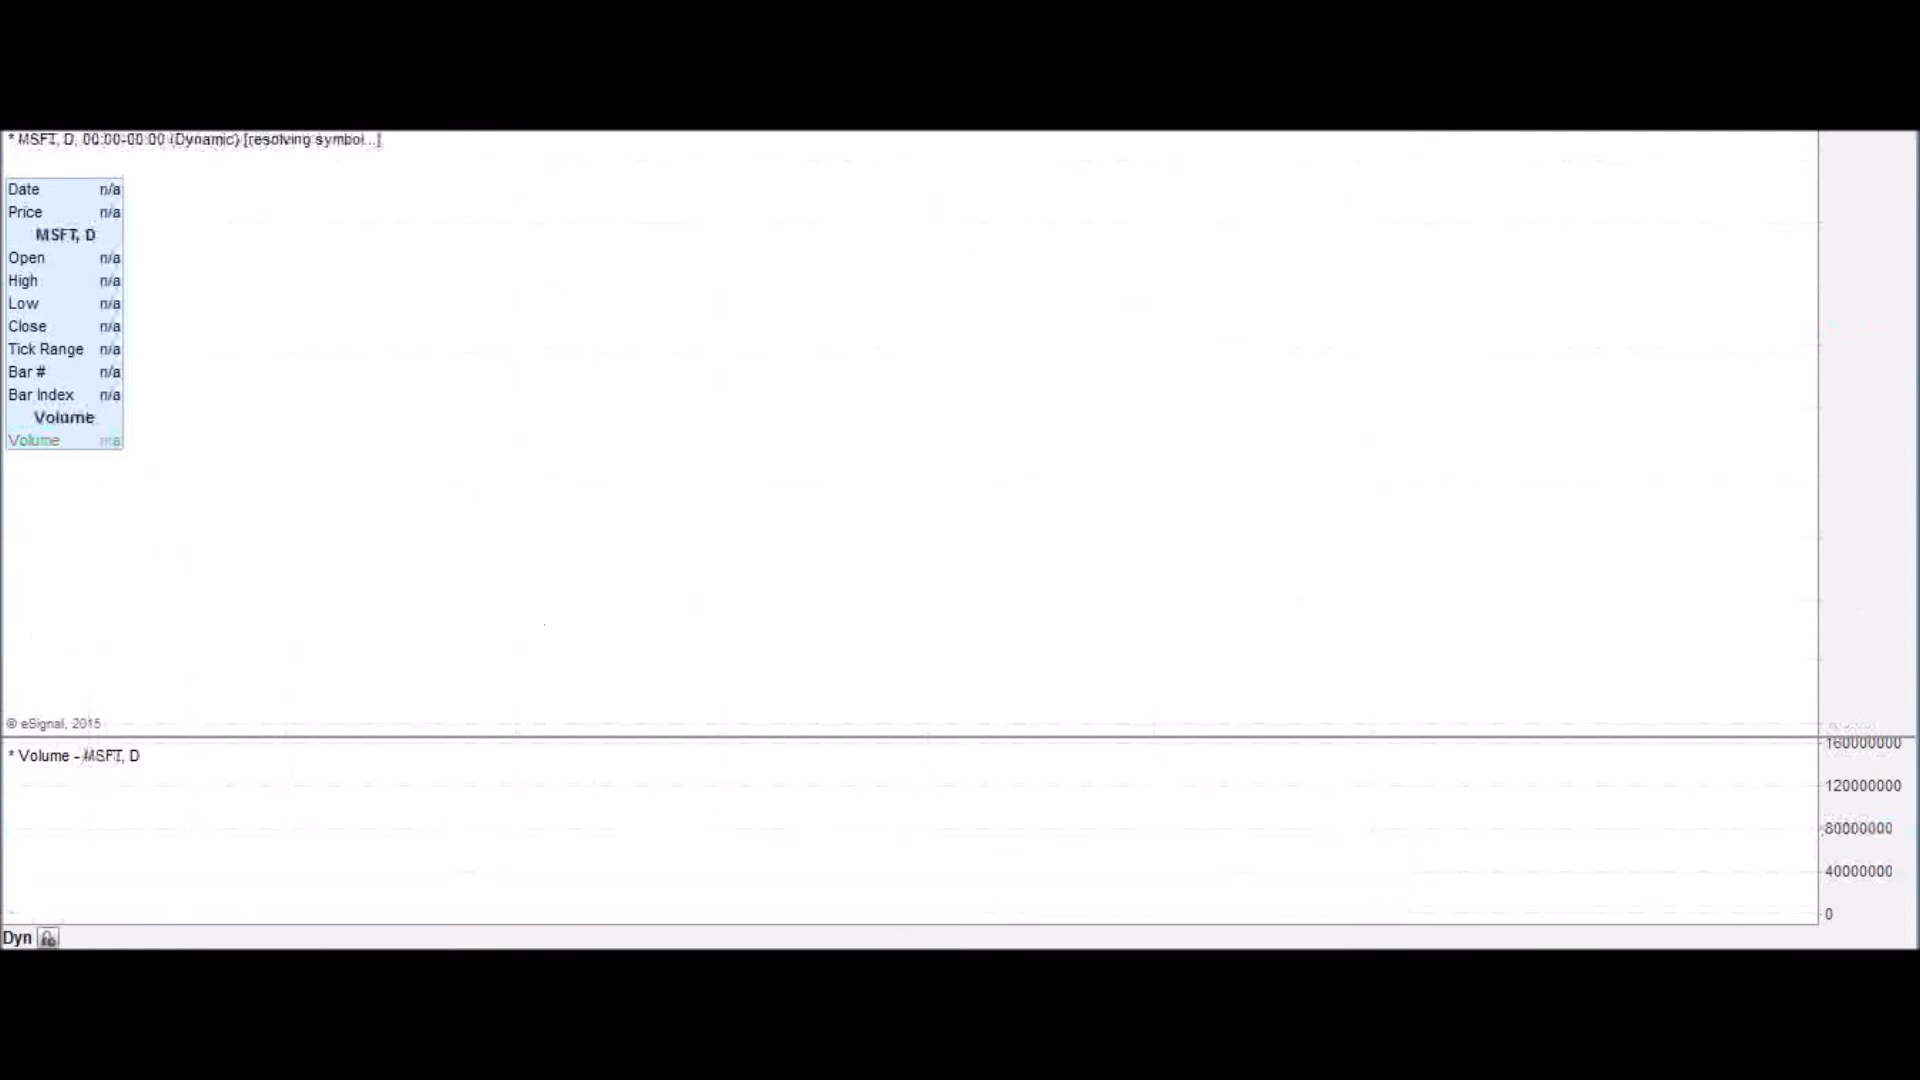 * MSFT, D, 00:00-00:00 (Dynamic) [resolving symbol...]
Date n/a
Price n/a
MSFT, D
Open n/a
High n/a
Low n/a
Close n/a
Tick Range n/a
Bar # n/a
Bar Index n/a
Volume
Volume n/a
© eSignal, 2015
* Volume - MSFT, D
160000000
120000000
80000000
40000000
0
Dyn